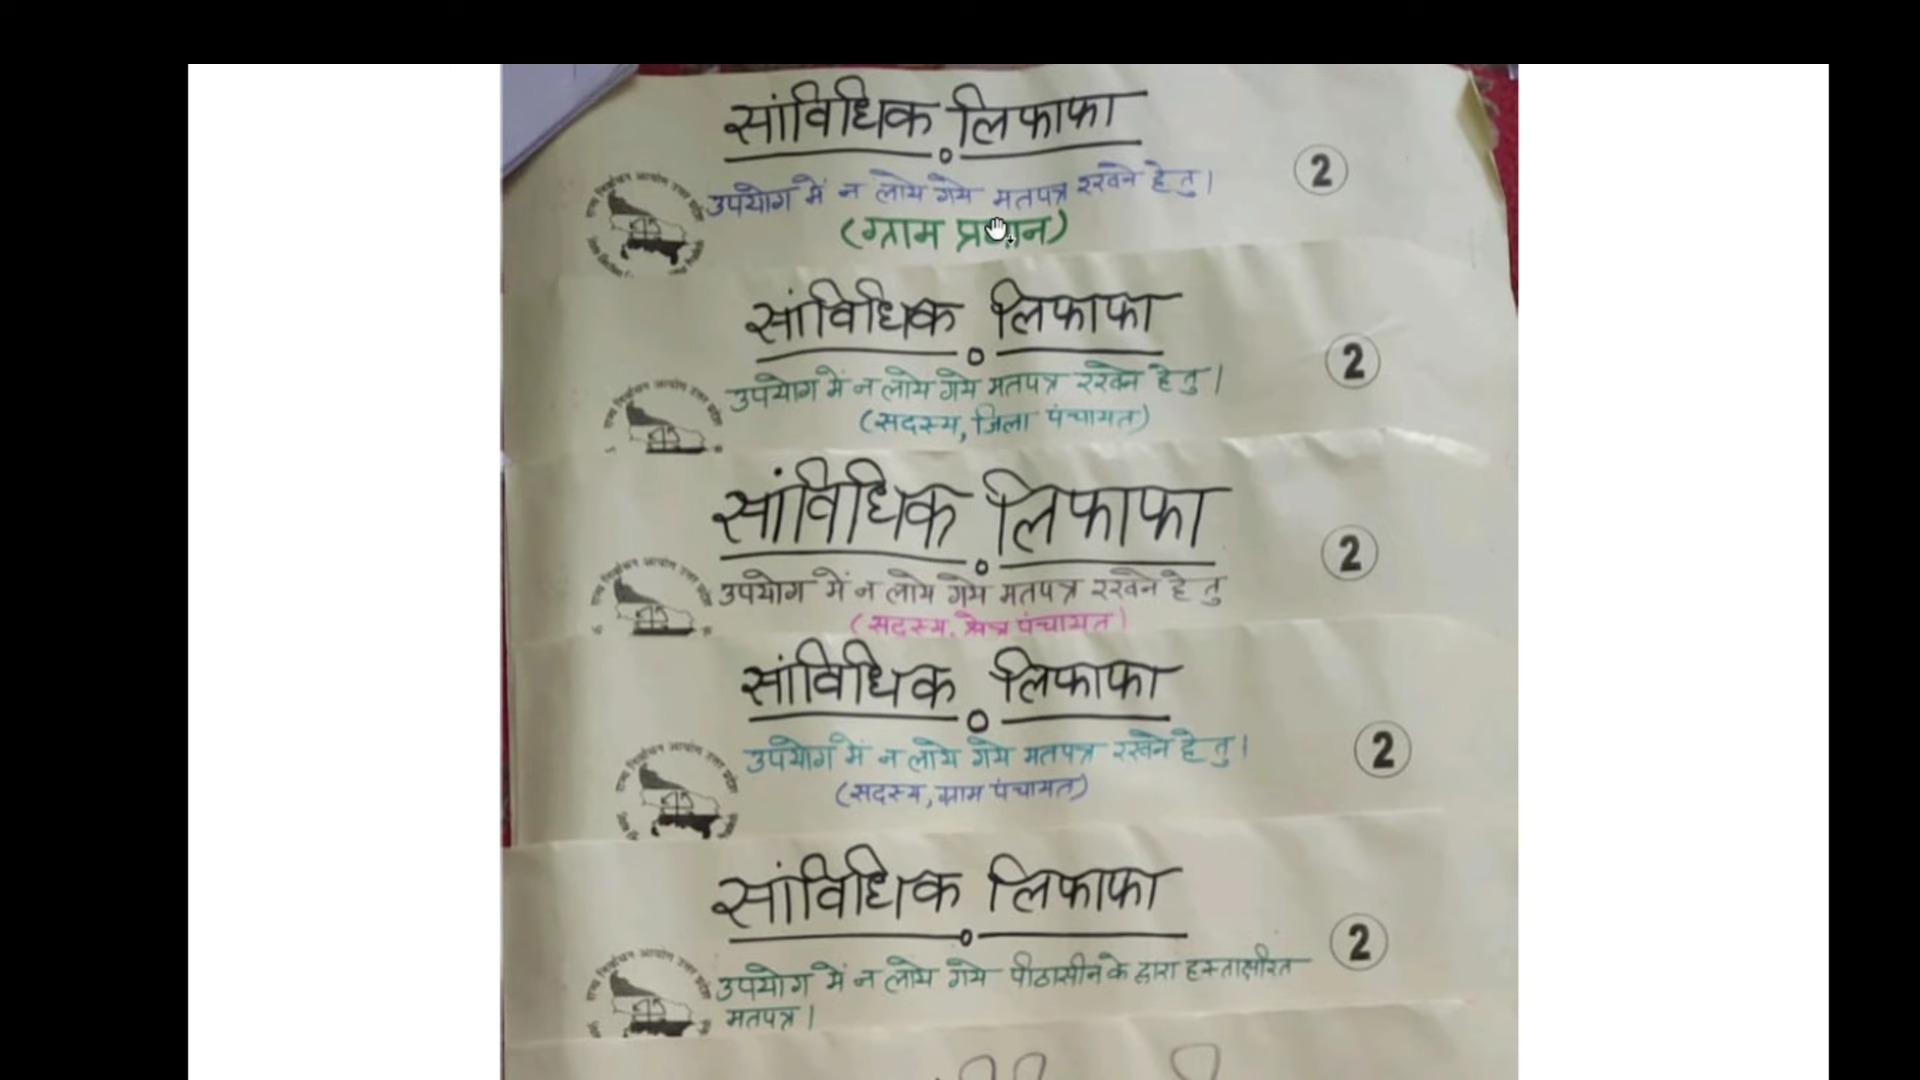 सांविधिक लिफाफा
2
उपयोग में न लाये गये मतपत्र रखने हेतु।
(ग्राम प्रधान)
सांविधिक लिफाफा
2
उपयोग में न लाये गये मतपत्र रखने हेतु।
(सदस्य, जिला पंचायत)
सांविधिक लिफाफा
2
उपयोग में न लाये गये मतपत्र रखने हेतु
(सदस्य, क्षेत्र पंचायत)
सांविधिक लिफाफा
2
उपयोग में न लाये गये मतपत्र रखने हेतु।
(सदस्य, ग्राम पंचायत)
सांविधिक लिफाफा
2
उपयोग में न लाये गये पीठासीन के द्वारा हस्ताक्षरित
मतपत्र।